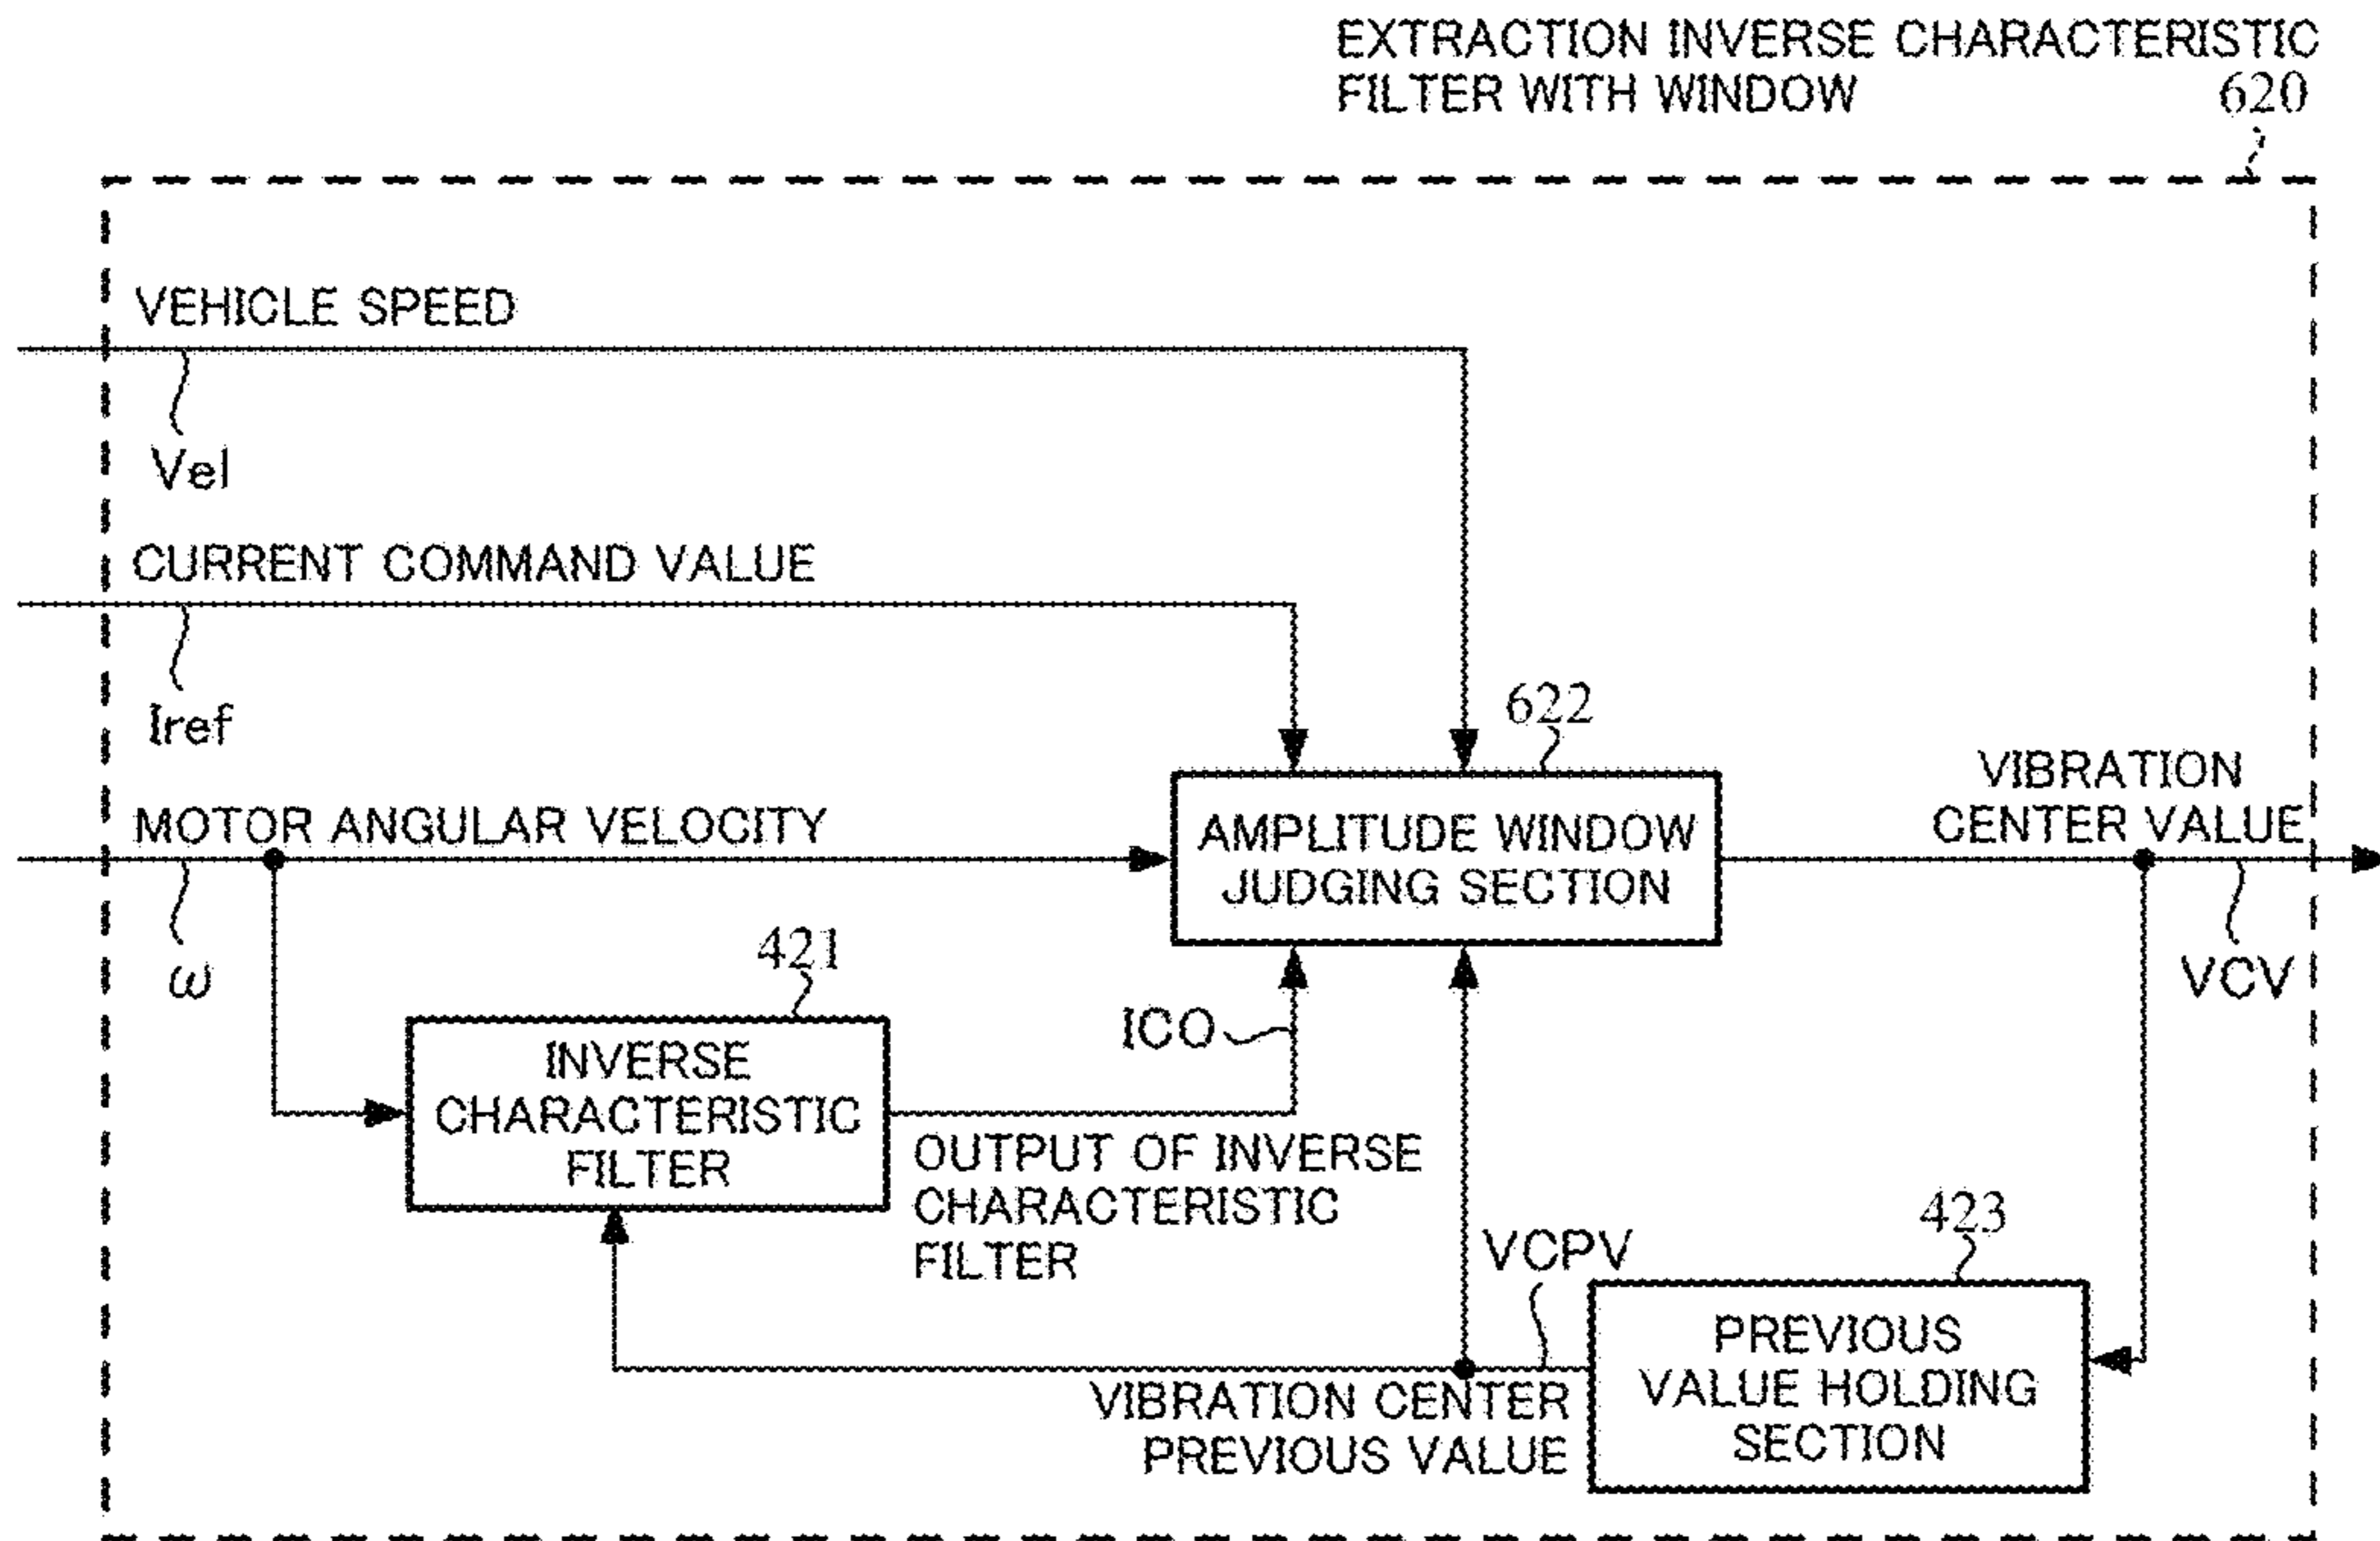 EXTRACTION INVERSE CHARACTERISTIC
FILTER WITH WINDOW
620
VEHICLE SPEED
Vel
CURRENT COMMAND VALUE
Iref
622
MOTOR ANGULAR VELOCITY
ω
AMPLITUDE WINDOW
JUDGING SECTION
VIBRATION
CENTER VALUE
VCV
421
INVERSE
CHARACTERISTIC
FILTER
ICO
OUTPUT OF INVERSE
CHARACTERISTIC
FILTER
VCPV
VIBRATION CENTER
PREVIOUS VALUE
423
PREVIOUS
VALUE HOLDING
SECTION